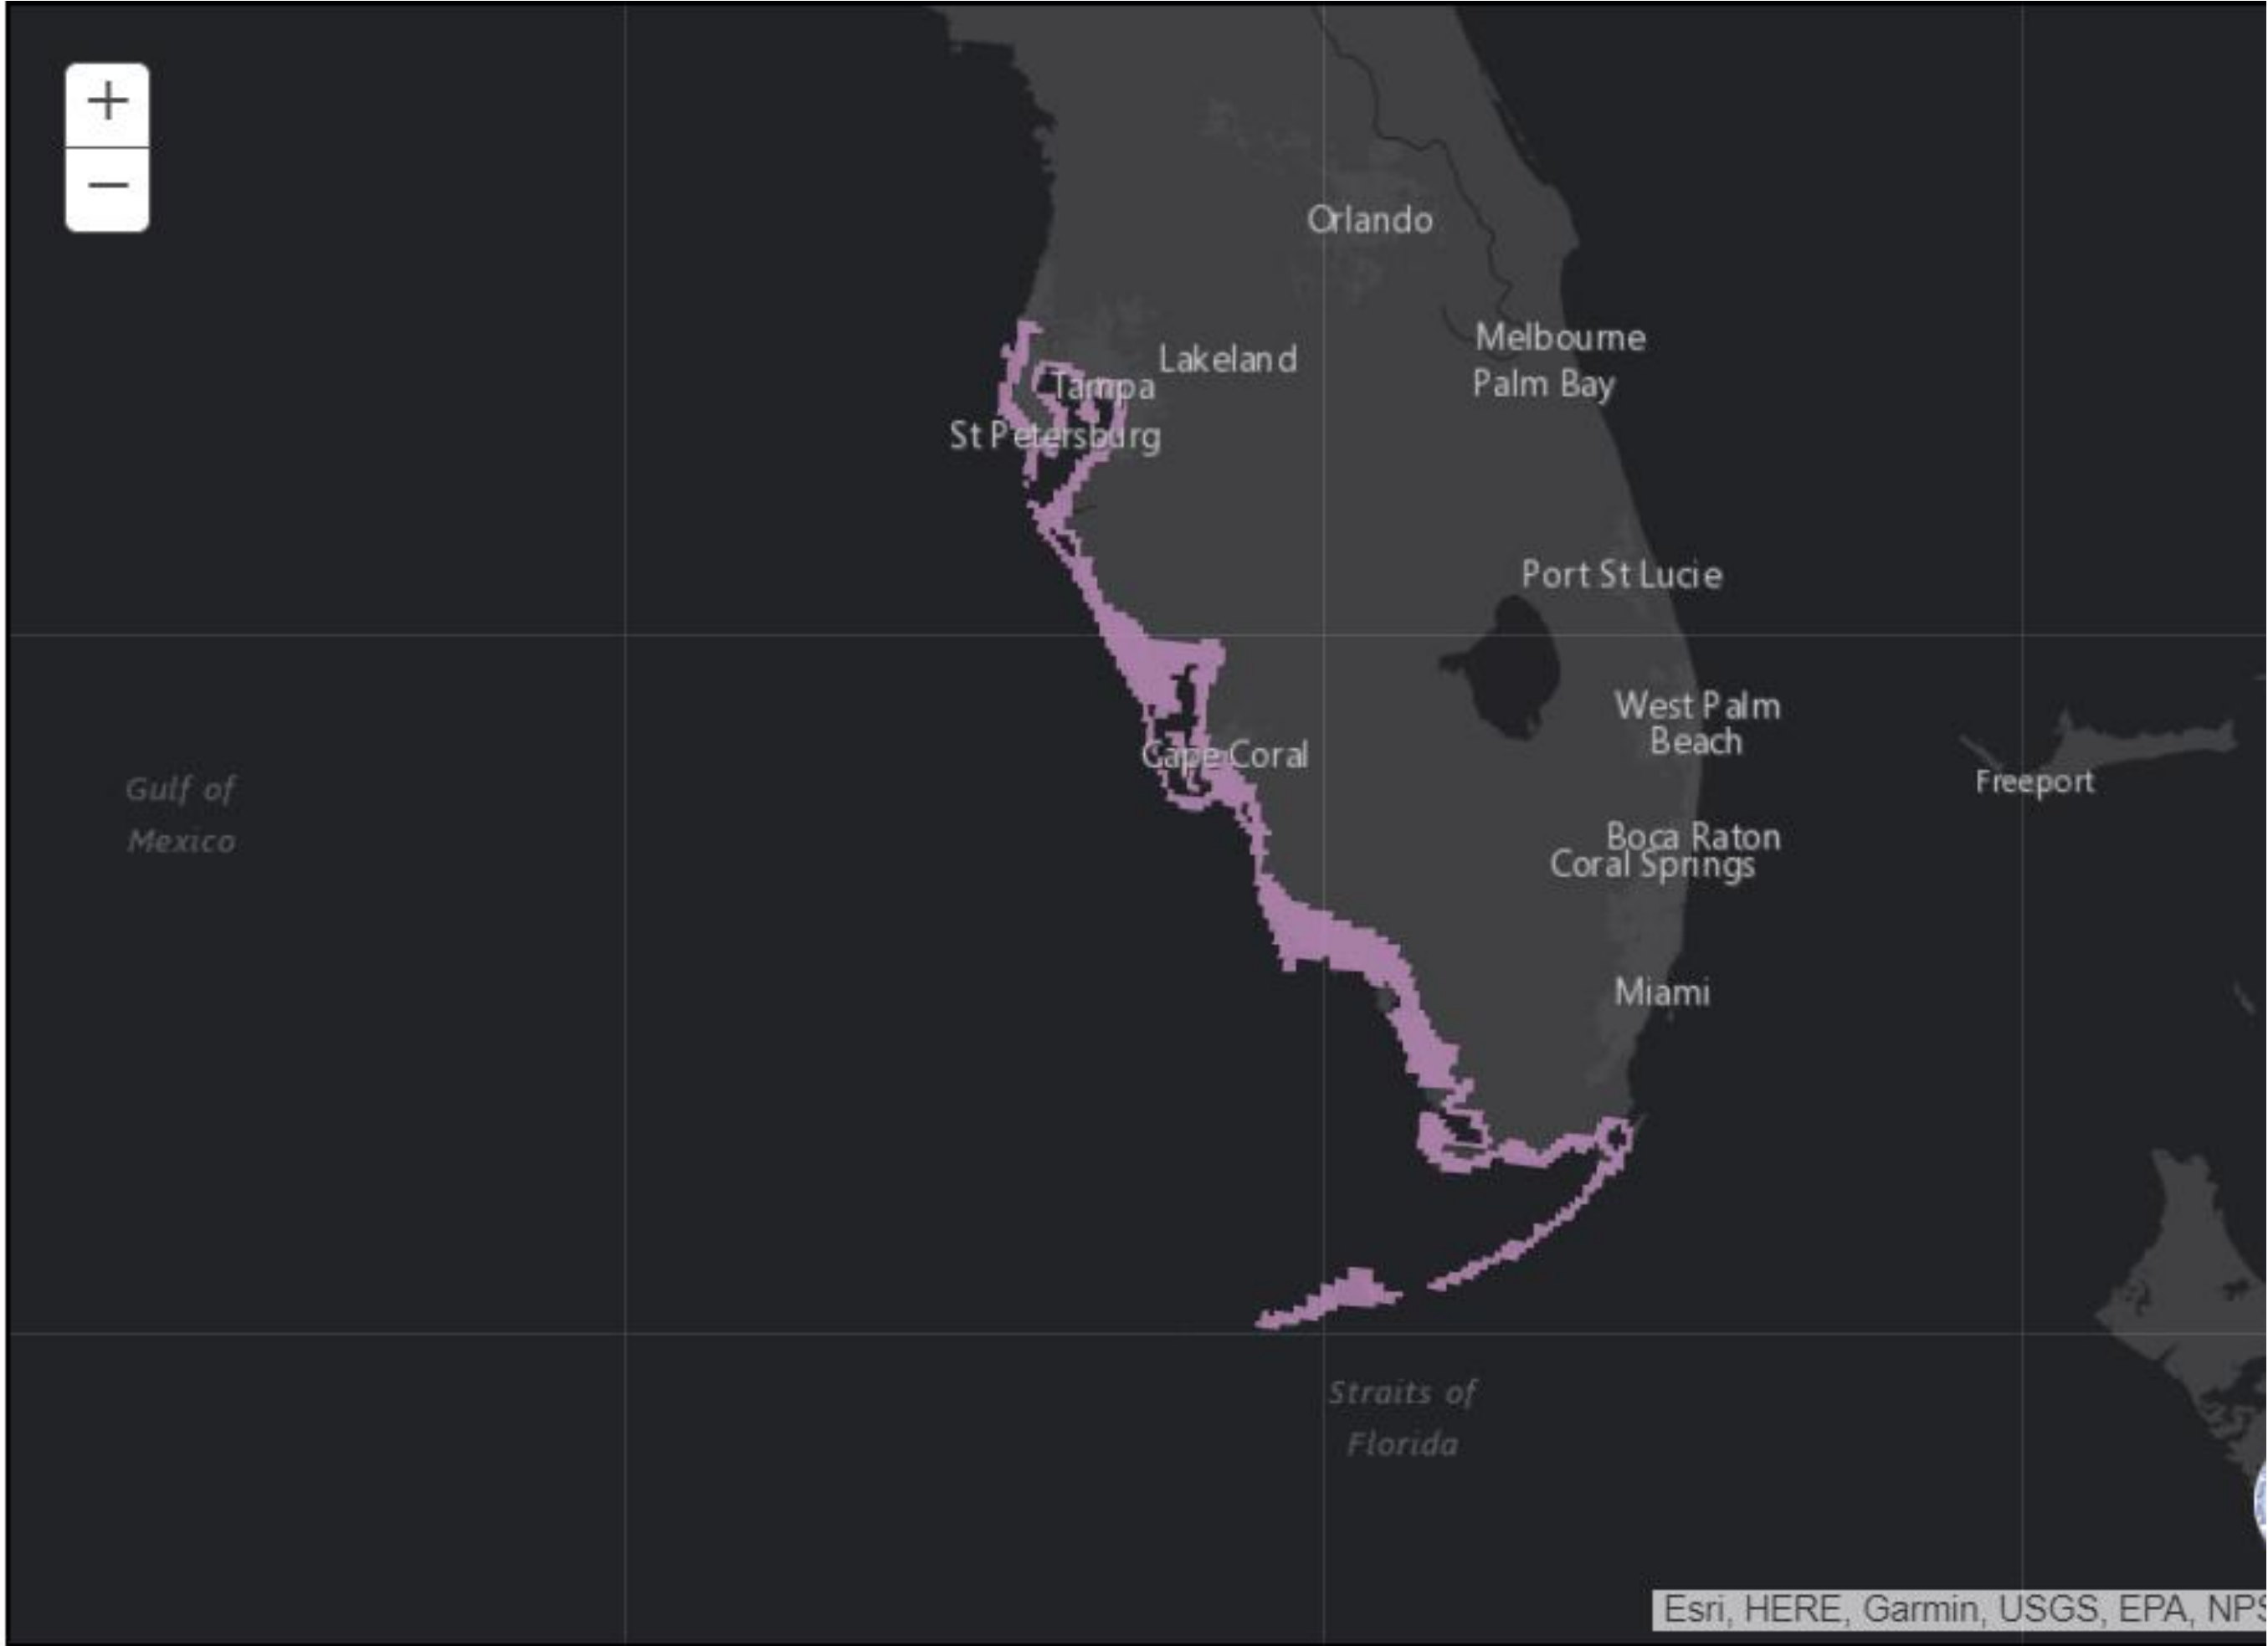 +
−
Orlando
Melbourne
Lakeland
Palm Bay
Tampa
St Petersburg
Port St Lucie
West Palm
Beach
Cape Coral
Freeport
Gulf of
Mexico
Boca Raton
Coral Springs
Miami
Straits of
Florida
Esri, HERE, Garmin, USGS, EPA, NPS